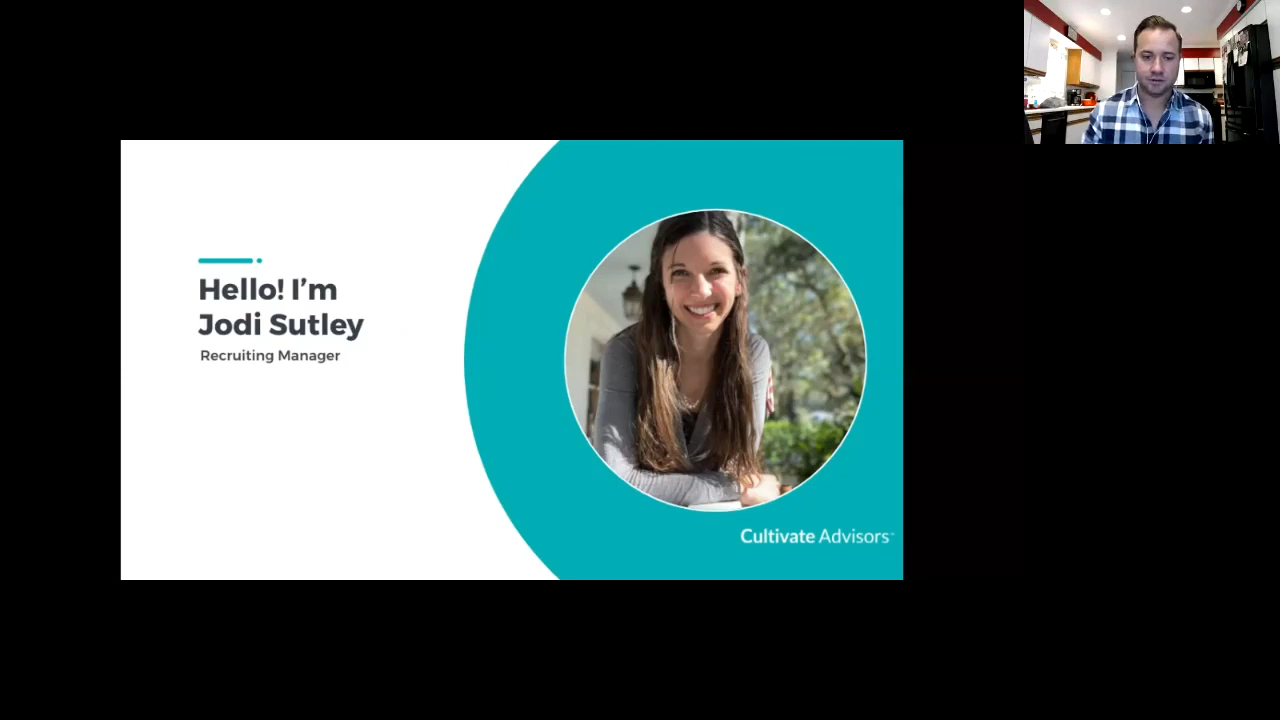 Hello! I'm
Jodi Sutley
Recruiting Manager
Cultivate Advisors